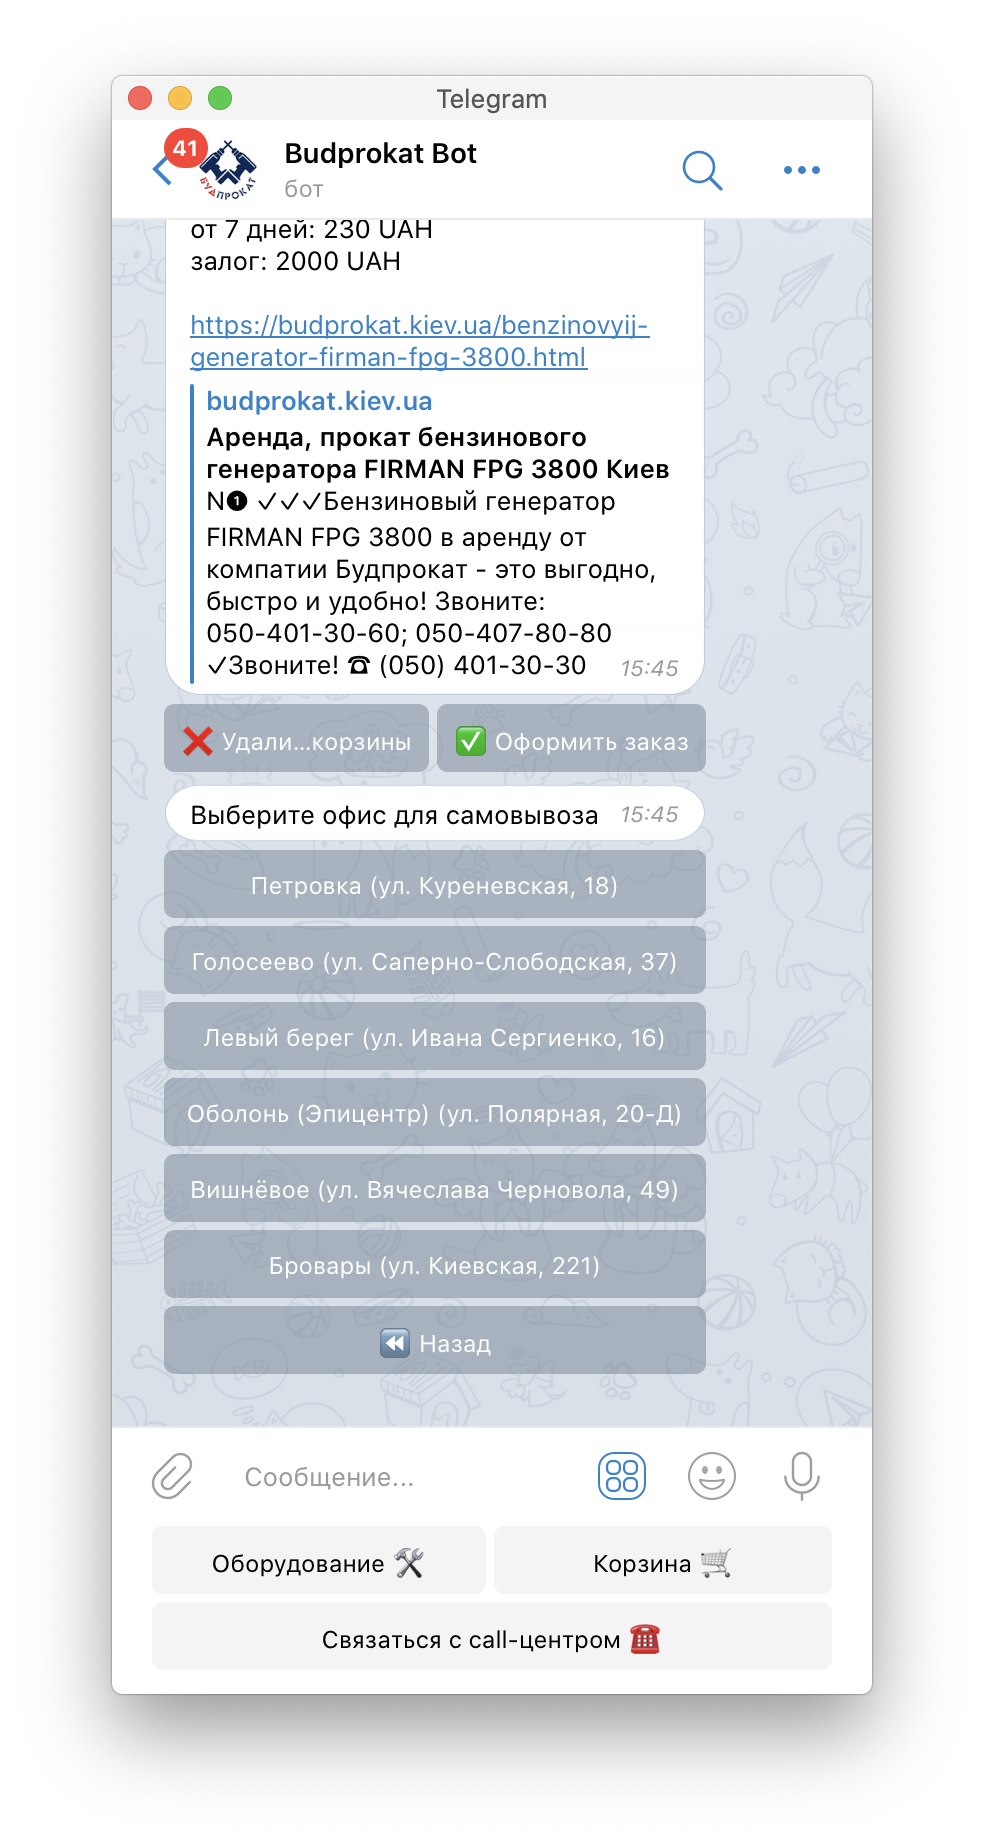 Telegram
41
БУДПРОКАТ
Budprokat Bot
бот
от 7 дней: 230 UAH
залог: 2000 UAH
https://budprokat.kiev.ua/benzinovyij-
generator-firman-fpg-3800.html
budprokat.kiev.ua
Аренда, прокат бензинового
генератора FIRMAN FPG 3800 Киев
N❶ ✓✓✓Бензиновый генератор
FIRMAN FPG 3800 в аренду от
компатии Будпрокат - это выгодно,
быстро и удобно! Звоните:
050-401-30-60; 050-407-80-80
✓Звоните! ☎ (050) 401-30-30 15:45
❌ Удали...корзины ✅ Оформить заказ
Выберите офис для самовывоза 15:45
Петровка (ул. Куреневская, 18)
Голосеево (ул. Саперно-Слободская, 37)
Левый берег (ул. Ивана Сергиенко, 16)
Оболонь (Эпицентр) (ул. Полярная, 20-Д)
Вишнёвое (ул. Вячеслава Черновола, 49)
Бровары (ул. Киевская, 221)
⏪ Назад
Сообщение...
Оборудование 🛠 Корзина 🛒
Связаться с call-центром ☎️